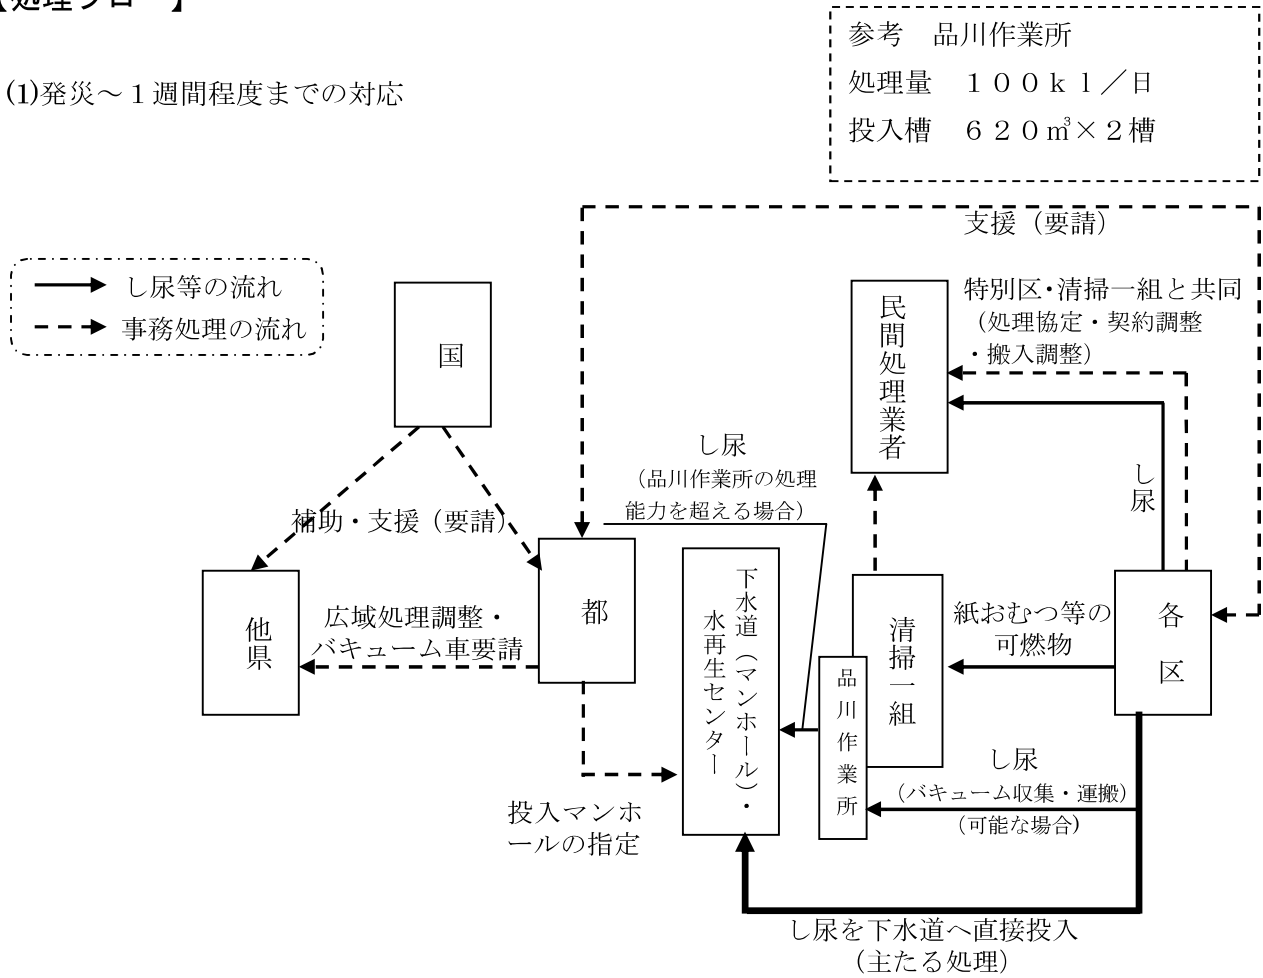 【処理フロー】
(1)発災～１週間程度までの対応
参考　品川作業所
処理量　１００ｋｌ／日
投入槽　６２０㎥×２槽
し尿等の流れ
事務処理の流れ
国
支援（要請）
民間処理業者
特別区・清掃一組と共同
（処理協定・契約調整
・搬入調整）
し尿
（品川作業所の処理
能力を超える場合）
し尿
補助・支援（要請）
他県
広域処理調整・
バキューム車要請
都
下水道（マンホール）・
水再生センター
清掃一組
品川作業所
紙おむつ等の
可燃物
各区
投入マンホ
ールの指定
し尿
（バキューム収集・運搬）
（可能な場合）
し尿を下水道へ直接投入
（主たる処理）